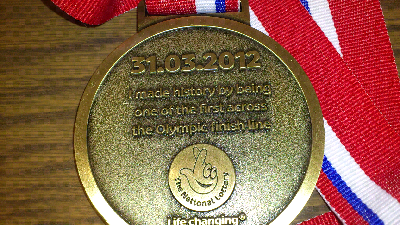 31.03.2012
I made history by being
one of the first across
the Olympic finish line
The National Lottery
Life changing®